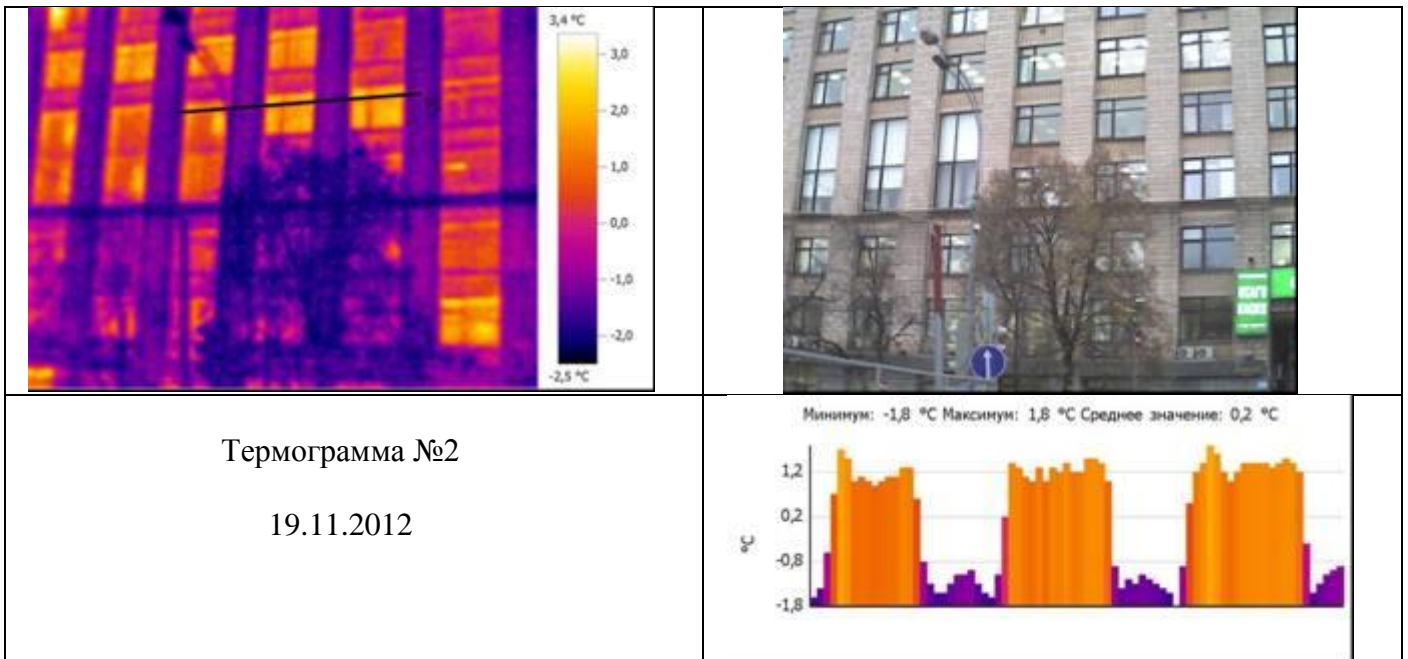 3,4 °C
3,0
2,0
1,0
0,0
-1,0
-2,0
-2,5 °C
Термограмма №2
19.11.2012
Минимум: -1,8 °C Максимум: 1,8 °C Среднее значение: 0,2 °C
°C
1,2
0,2
-0,8
-1,8